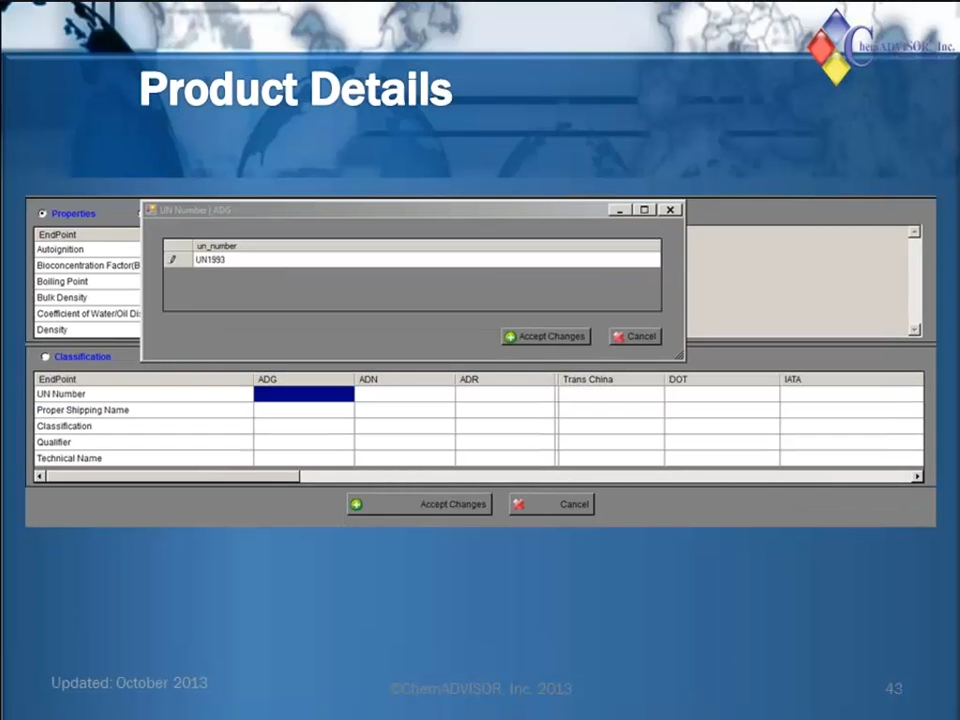 ChemADVISOR, Inc.
Product Details
Properties
UN Number | ADG
EndPoint
Autoignition
Bioconcentration Factor(B
Boiling Point
Bulk Density
Coefficient of Water/Oil Dis
Density
un_number
UN1993
Accept Changes Cancel
Classification
EndPoint ADG ADN ADR Trans China DOT IATA
UN Number
Proper Shipping Name
Classification
Qualifier
Technical Name
Accept Changes Cancel
Updated: October 2013 ©ChemADVISOR, Inc. 2013 43